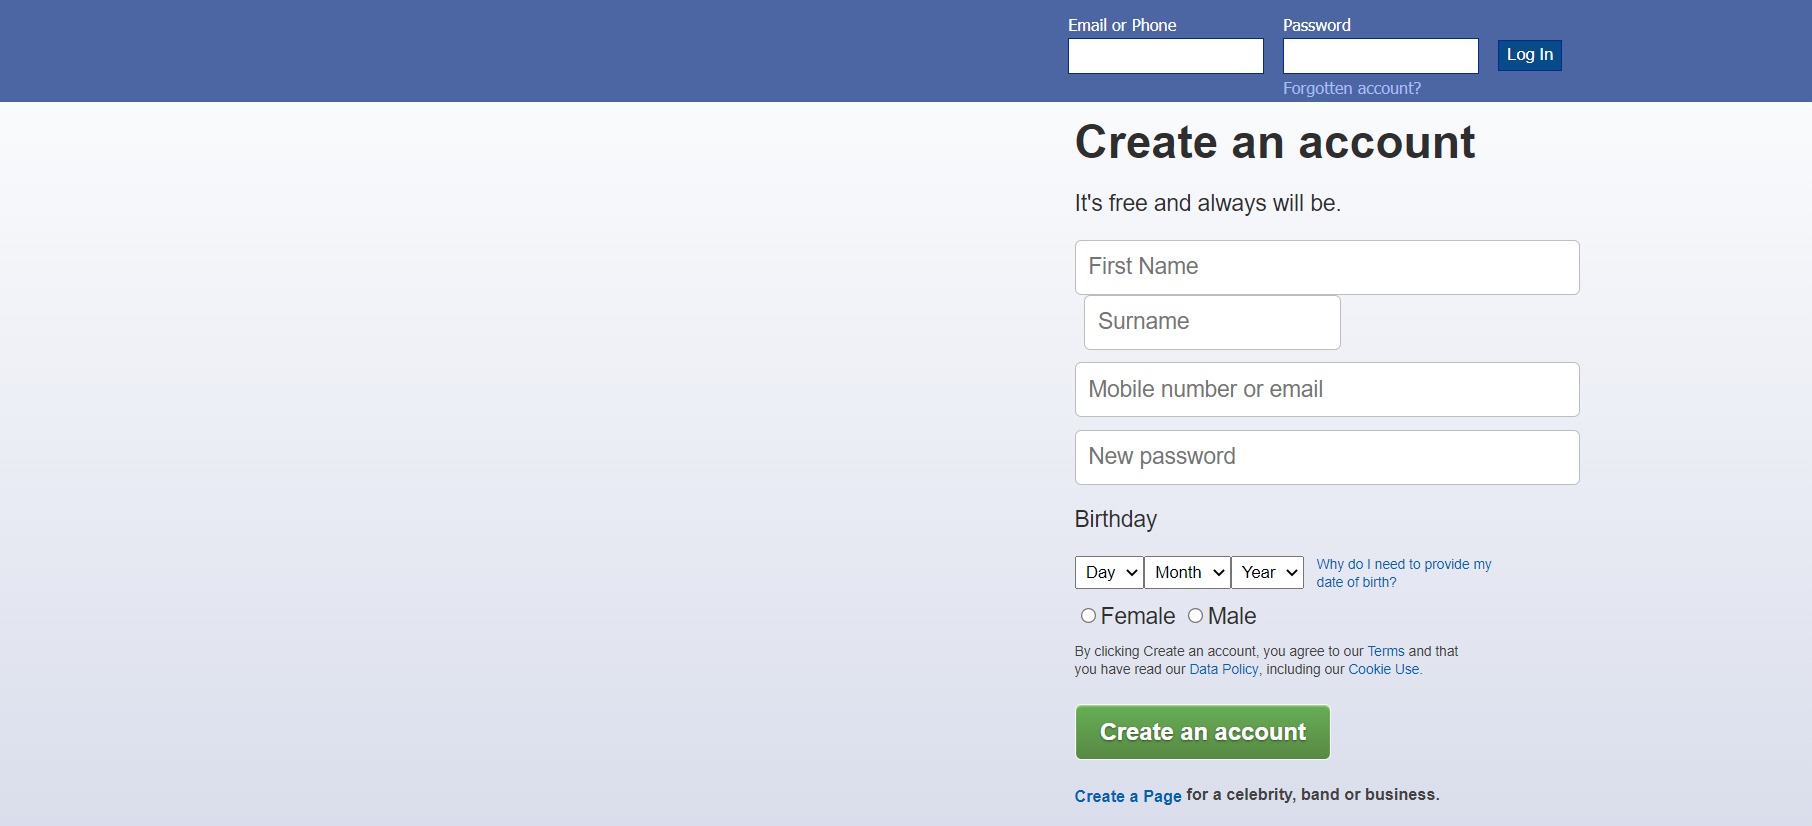 Email or Phone
Password
Log In
Forgotten account?
Create an account
It's free and always will be.
First Name
Surname
Mobile number or email
New password
Birthday
Day Month Year
Why do I need to provide my
date of birth?
Female Male
By clicking Create an account, you agree to our Terms and that
you have read our Data Policy, including our Cookie Use.
Create an account
Create a Page for a celebrity, band or business.